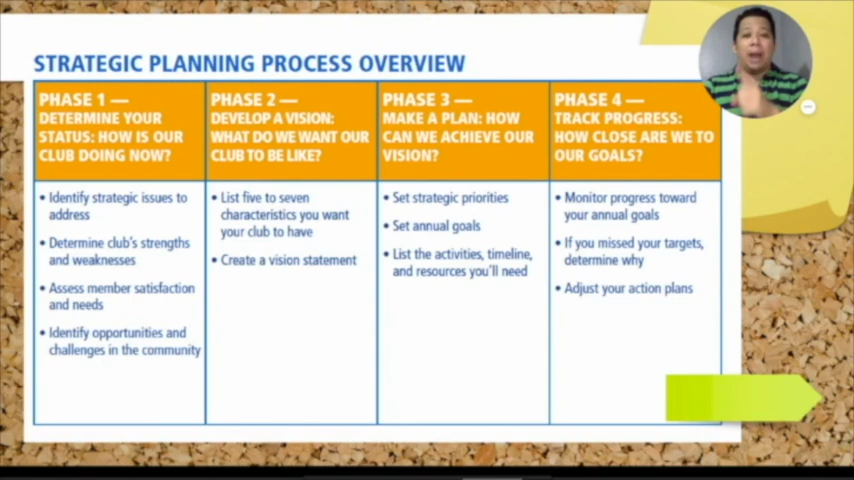 STRATEGIC PLANNING PROCESS OVERVIEW
PHASE 1 —
DETERMINE YOUR
STATUS: HOW IS OUR
CLUB DOING NOW?
• Identify strategic issues to
address
• Determine club's strengths
and weaknesses
• Assess member satisfaction
and needs
• Identify opportunities and
challenges in the community
PHASE 2 —
DEVELOP A VISION:
WHAT DO WE WANT OUR
CLUB TO BE LIKE?
• List five to seven
characteristics you want
your club to have
• Create a vision statement
PHASE 3 —
MAKE A PLAN: HOW
CAN WE ACHIEVE OUR
VISION?
• Set strategic priorities
• Set annual goals
• List the activities, timeline,
and resources you'll need
PHASE 4 —
TRACK PROGRESS:
HOW CLOSE ARE WE TO
OUR GOALS?
• Monitor progress toward
your annual goals
• If you missed your targets,
determine why
• Adjust your action plans